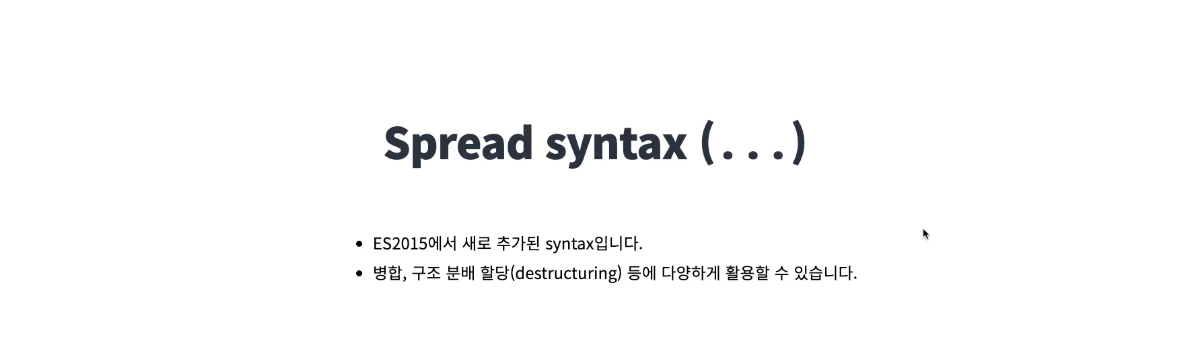 Spread syntax (...)
• ES2015에서 새로 추가된 syntax입니다.
• 병합, 구조 분배 할당(destructuring) 등에 다양하게 활용할 수 있습니다.